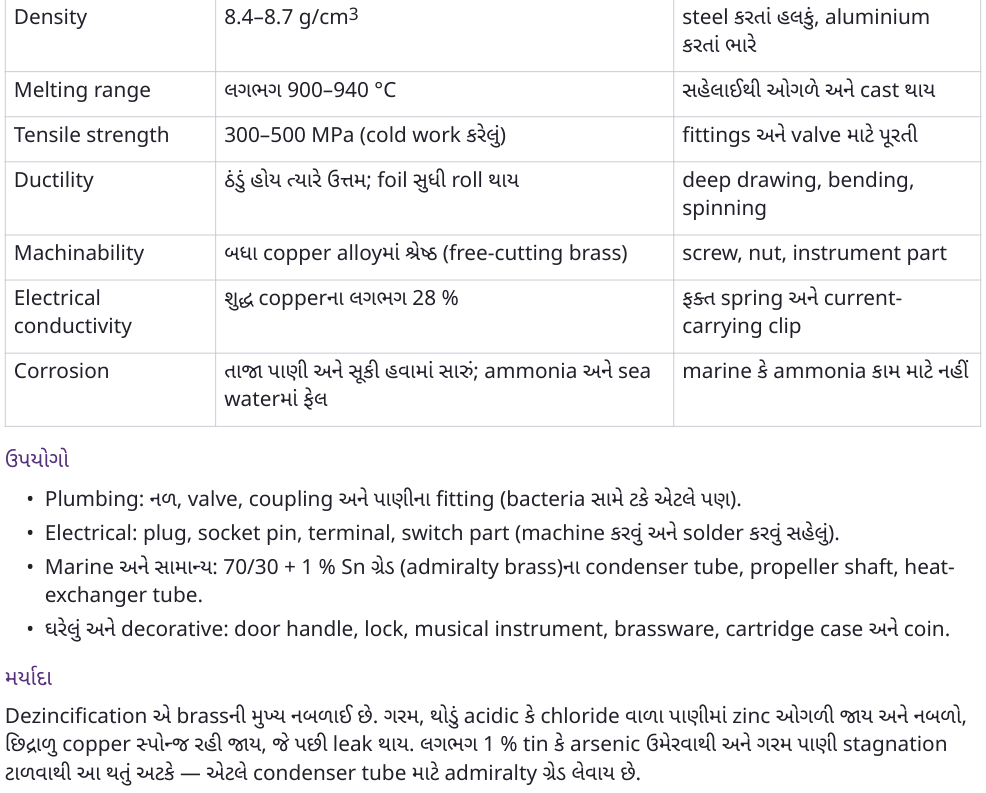 Density 8.4–8.7 g/cm3 steel કરતાં હલકું, aluminium
કરતાં ભારે
Melting range લગભગ 900–940 °C સહેલાઈથી ઓગળે અને cast થાય
Tensile strength 300–500 MPa (cold work કરેલું) fittings અને valve માટે પૂરતી
Ductility ઠંડું હોય ત્યારે ઉત્તમ; foil સુધી roll થાય deep drawing, bending,
spinning
Machinability બધા copper alloyમાં શ્રેષ્ઠ (free-cutting brass) screw, nut, instrument part
Electrical શુદ્ધ copperના લગભગ 28 % ફક્ત spring અને current-
conductivity carrying clip
Corrosion તાજા પાણી અને સૂકી હવામાં સારું; ammonia અને sea marine કે ammonia કામ માટે નહીં
waterમાં ફેલ
ઉપયોગો
• Plumbing: નળ, valve, coupling અને પાણીના fitting (bacteria સામે ટકે એટલે પણ).
• Electrical: plug, socket pin, terminal, switch part (machine કરવું અને solder કરવું સહેલું).
• Marine અને સામાન્ય: 70/30 + 1 % Sn ગ્રેડ (admiralty brass)ના condenser tube, propeller shaft, heat-
exchanger tube.
• ઘરેલું અને decorative: door handle, lock, musical instrument, brassware, cartridge case અને coin.
મર્યાદા
Dezincification એ brassની મુખ્ય નબળાઈ છે. ગરમ, થોડું acidic કે chloride વાળા પાણીમાં zinc ઓગળી જાય અને નબળો,
છિદ્રાળુ copper સ્પોન્જ રહી જાય, જે પછી leak થાય. લગભગ 1 % tin કે arsenic ઉમેરવાથી અને ગરમ પાણી stagnation
ટાળવાથી આ થતું અટકે — એટલે condenser tube માટે admiralty ગ્રેડ લેવાય છે.